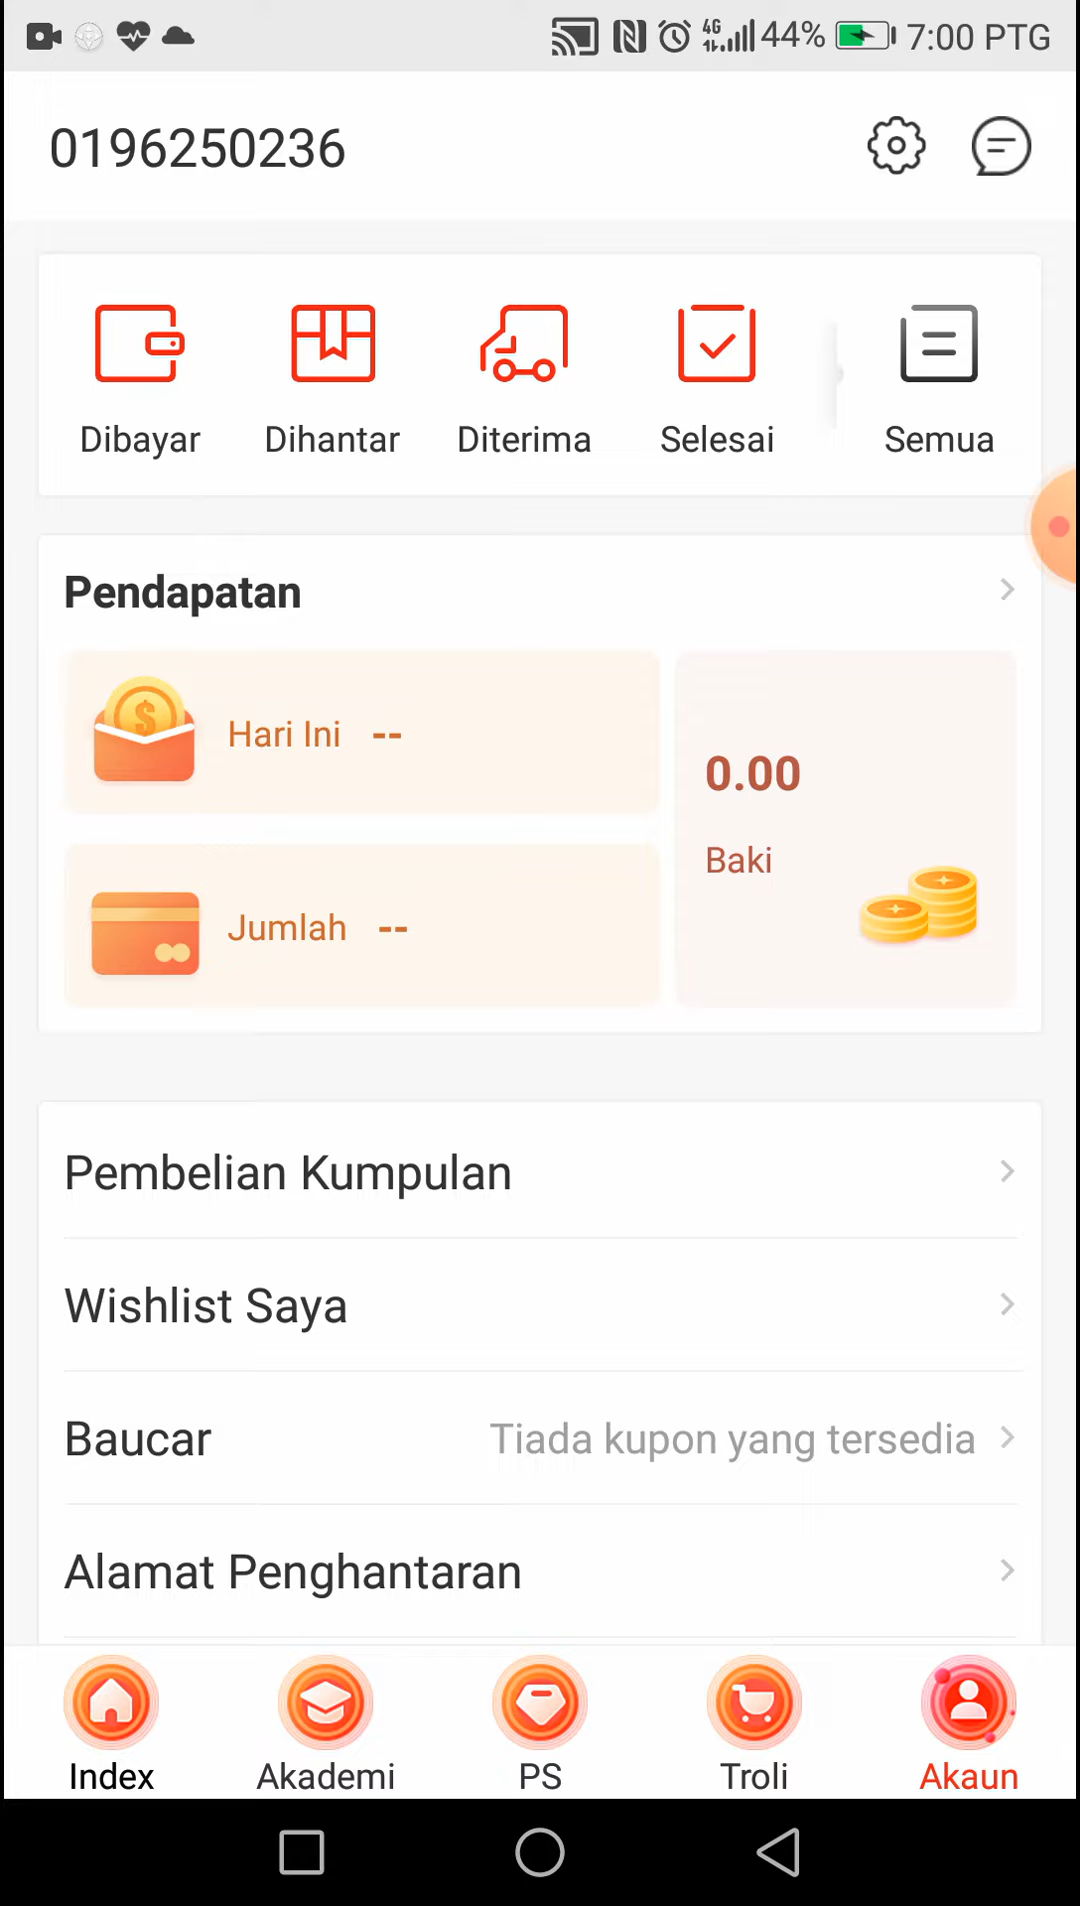 4G 44% 7:00 PTG
0196250236
Dibayar Dihantar Diterima Selesai Semua
Pendapatan
Hari Ini --
0.00
Baki
Jumlah --
Pembelian Kumpulan
Wishlist Saya
Baucar Tiada kupon yang tersedia
Alamat Penghantaran
Index Akademi PS Troli Akaun